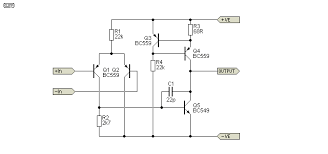 +VE
R1
22k
Q3
BC559
R3
68R
Q4
BC559
+In
Q1
BC559
Q2
R4
22k
OUTPUT
-In
C1
22p
Q5
BC549
R2
2k7
-VE